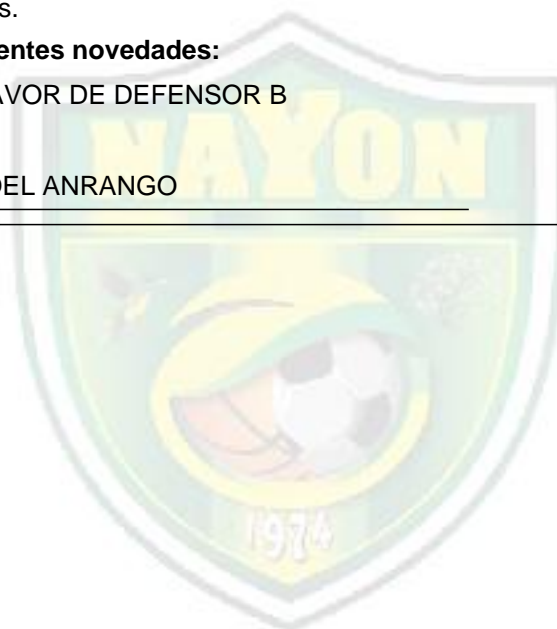 s.
entes novedades:
AVOR DE DEFENSOR B
DEL ANRANGO
NAYON
1974